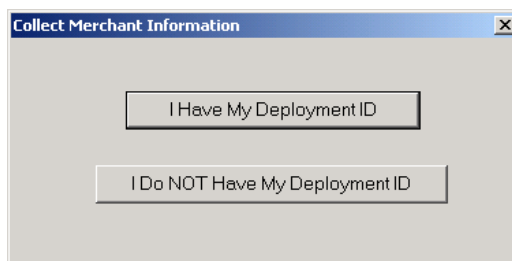 Collect Merchant Information
I Have My Deployment ID
I Do NOT Have My Deployment ID